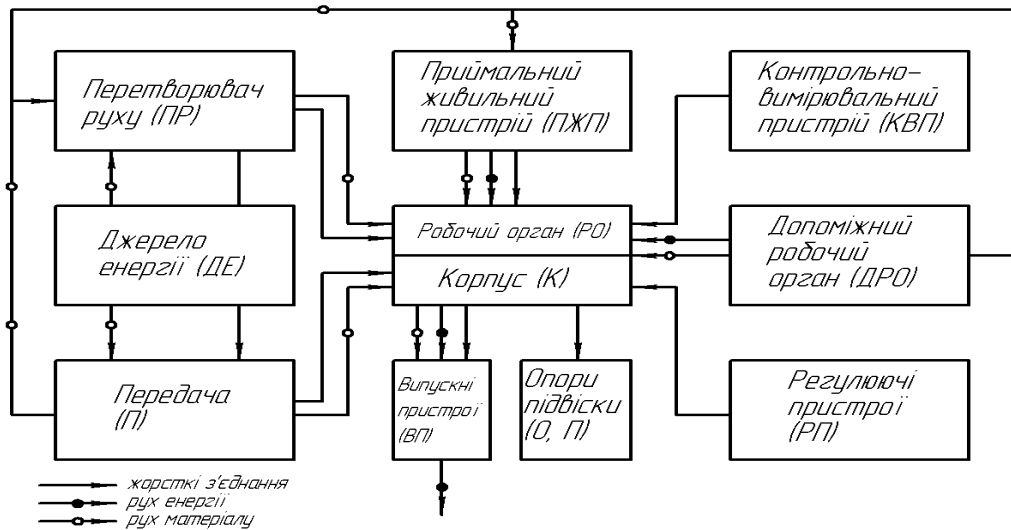 Перетворювач
руху (ПР)
Приймальний
живильний
пристрій (ПЖП)
Контрольно-
вимірювальний
пристрій (КВП)
Джерело
енергії (ДЕ)
Робочий орган (РО)
Корпус (К)
Допоміжний
робочий
орган (ДРО)
Передача
(П)
Випускні
пристрої
(ВП)
Опори
підвіски
(О, П)
Регулюючі
пристрої
(РП)
жорсткі з'єднання
рух енергії
рух матеріалу